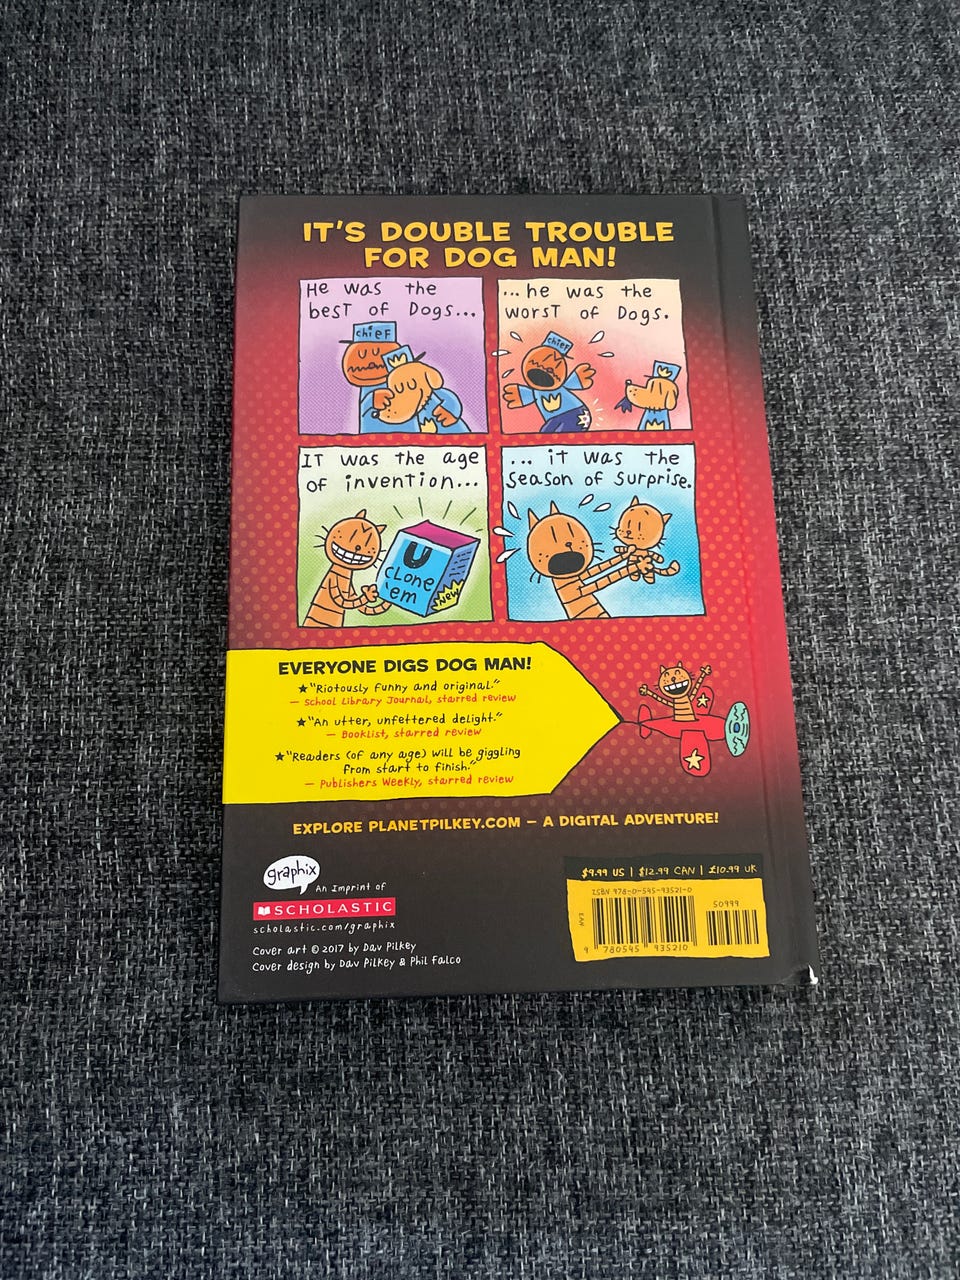 IT'S DOUBLE TROUBLE
FOR DOG MAN!
He was the
best of Dogs...
chief
...he was the
worst of Dogs.
chief
IT was the age
of invention...
U
CLONE
'em
NEW
... it was the
season of surprise.
EVERYONE DIGS DOG MAN!
★"Riotously funny and original."
— School Library Journal, starred review
★"An utter, unfettered delight."
— Booklist, starred review
★"Readers (of any age) will be giggling
from start to finish."
— Publishers Weekly, starred review
EXPLORE PLANETPILKEY.COM — A DIGITAL ADVENTURE!
graphix
An Imprint of
SCHOLASTIC
scholastic.com/graphix
Cover art © 2017 by Dav Pilkey
Cover design by Dav Pilkey & Phil Falco
$9.99 US | $12.99 CAN | £10.99 UK
ISBN 978-0-545-93521-0
50999
EAN
9 780545 935210